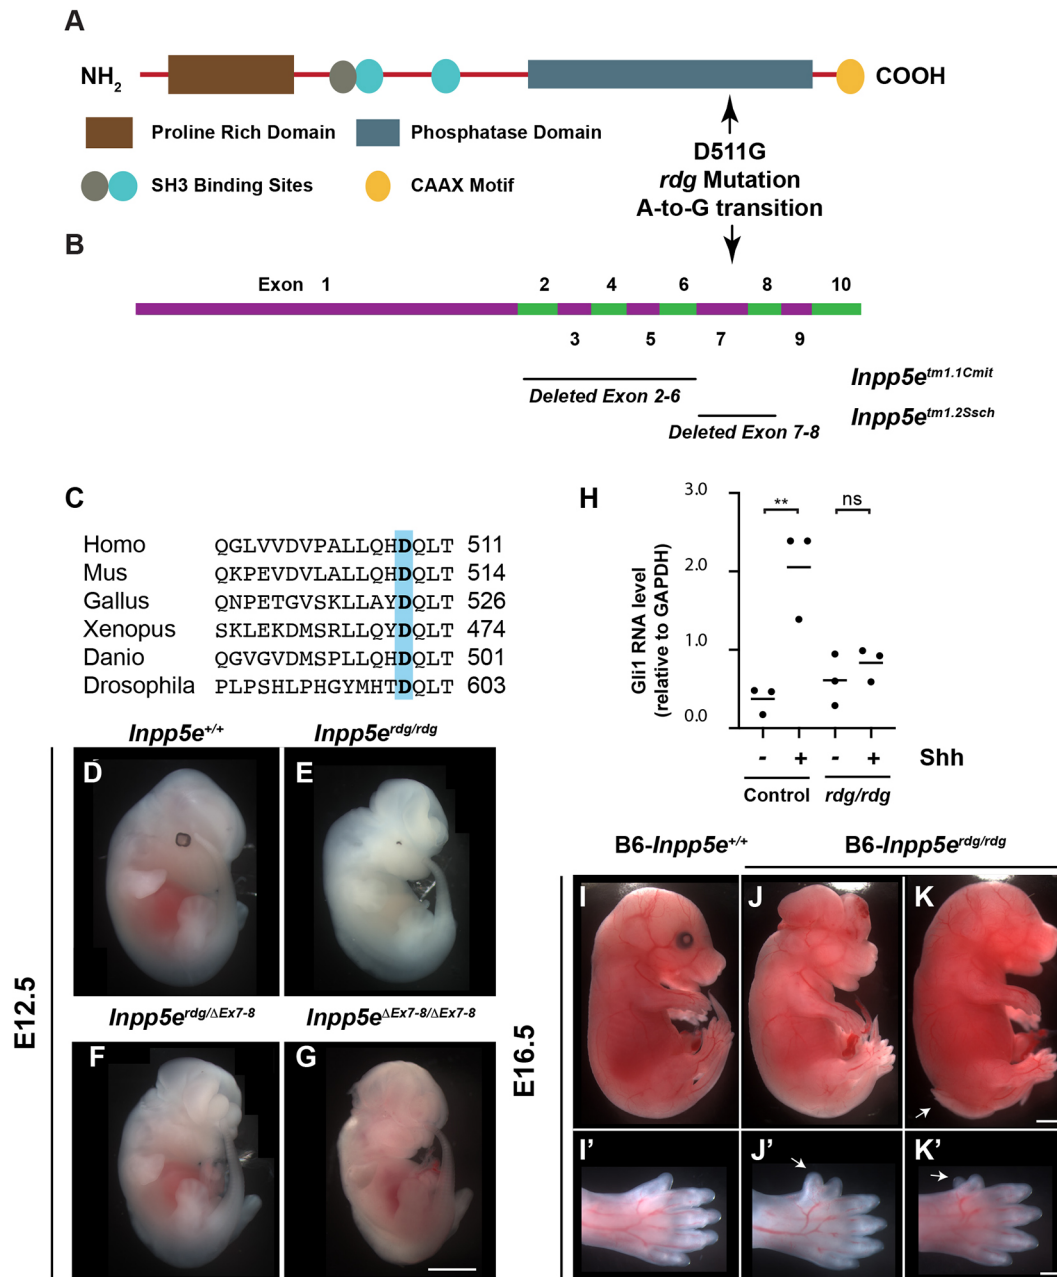 A
NH2
COOH
Proline Rich Domain
Phosphatase Domain
SH3 Binding Sites
CAAX Motif
D511G
rdg Mutation
A-to-G transition
B
Exon 1 2 4 6 8 10
3 5 7 9
Deleted Exon 2-6
Inpp5e tm1.1Cmit
Deleted Exon 7-8
Inpp5e tm1.2Ssch
C
Homo QGLVVDVPALLQHDQLT 511
Mus QKPEVDVLALLQHDQLT 514
Gallus QNPETGVSKLLAYDQLT 526
Xenopus SKLEKDMSRLLQYDQLT 474
Danio QGVGVDMSPLLQHDQLT 501
Drosophila PLPSHLPHGYMHTDQLT 603
H
3.0
2.0
1.0
0.0
Gli1 RNA level
(relative to GAPDH)
** ns
- + - + Shh
Control rdg/rdg
E12.5
Inpp5e+/+ Inpp5erdg/rdg
D E
Inpp5erdg/ΔEx7-8 Inpp5eΔEx7-8/ΔEx7-8
F G
E16.5
B6-Inpp5e+/+ B6-Inpp5erdg/rdg
I J K
I' J' K'